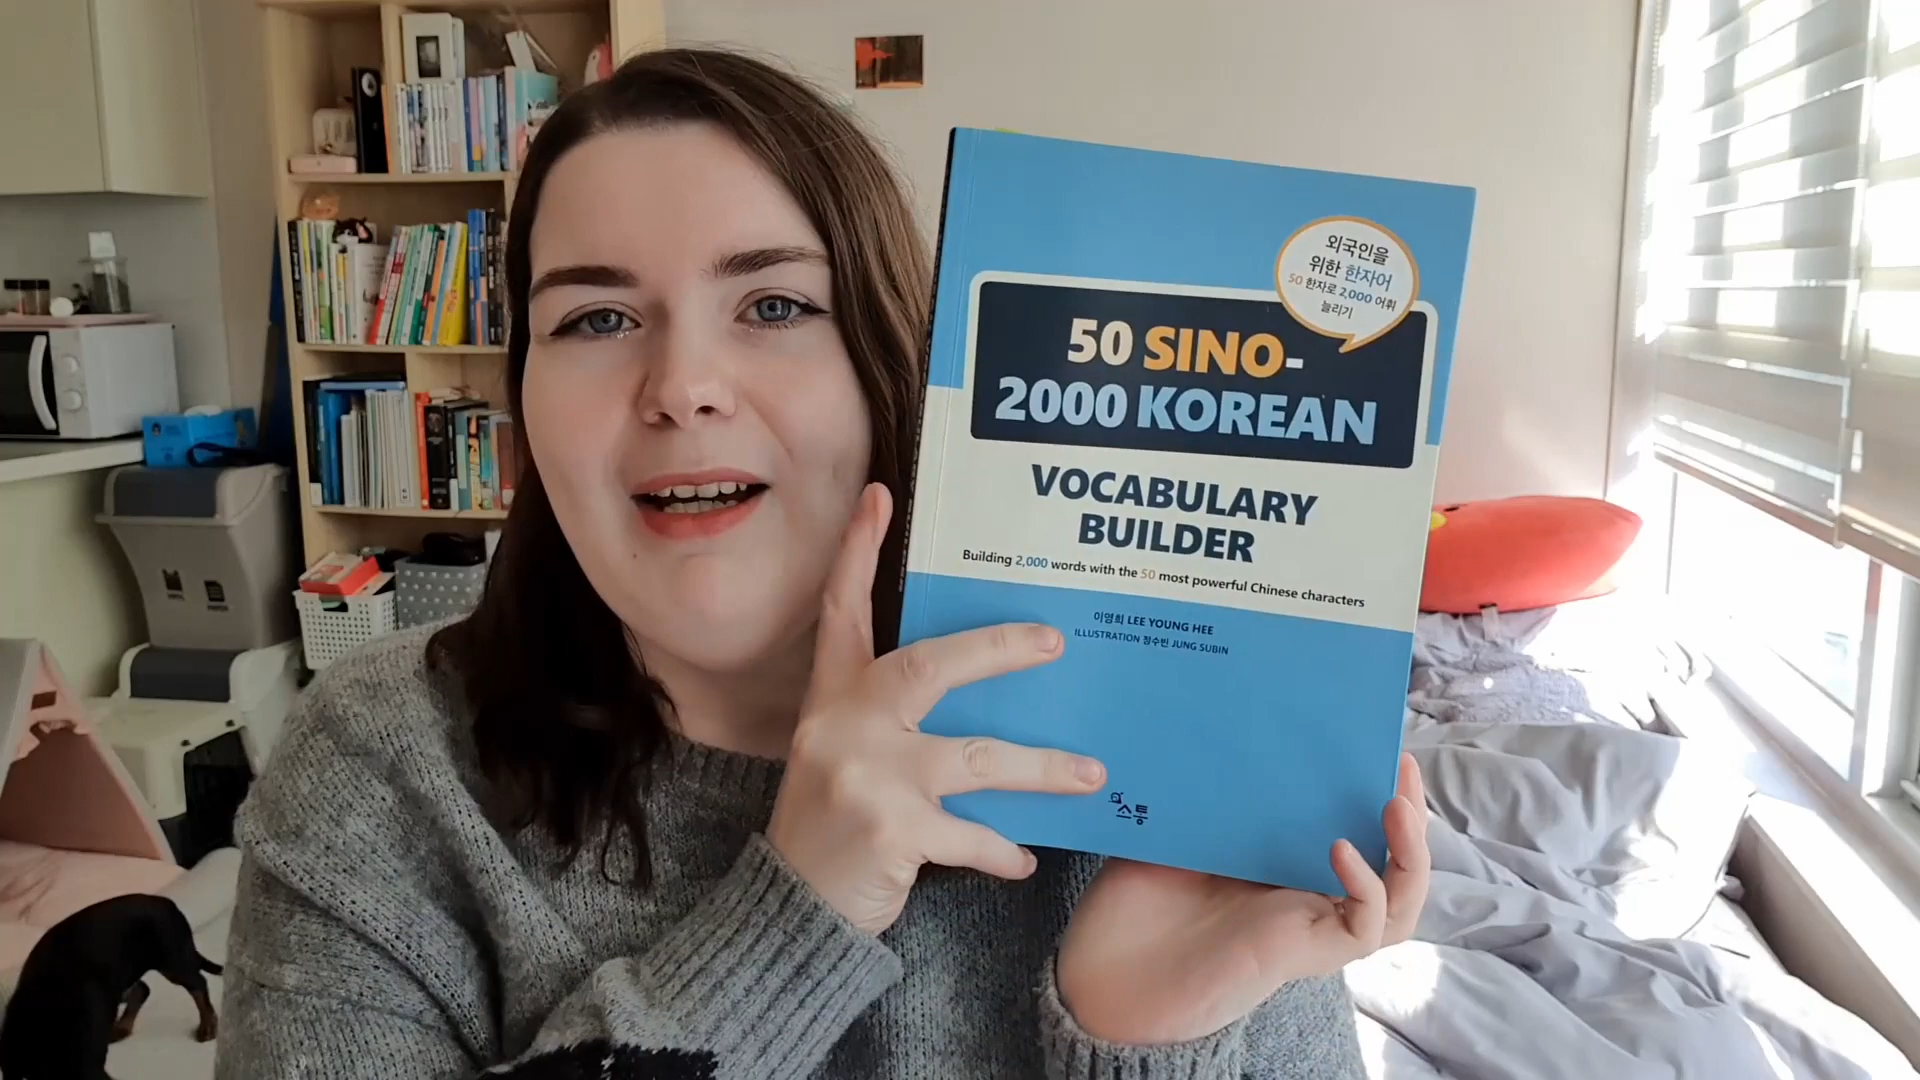 외국인을
위한 한자어
50 한자로 2,000 어휘
늘리기
50 SINO-
2000 KOREAN
VOCABULARY
BUILDER
Building 2,000 words with the 50 most powerful Chinese characters
이영희 LEE YOUNG HEE
ILLUSTRATION 정수빈 JUNG SUBIN
소통